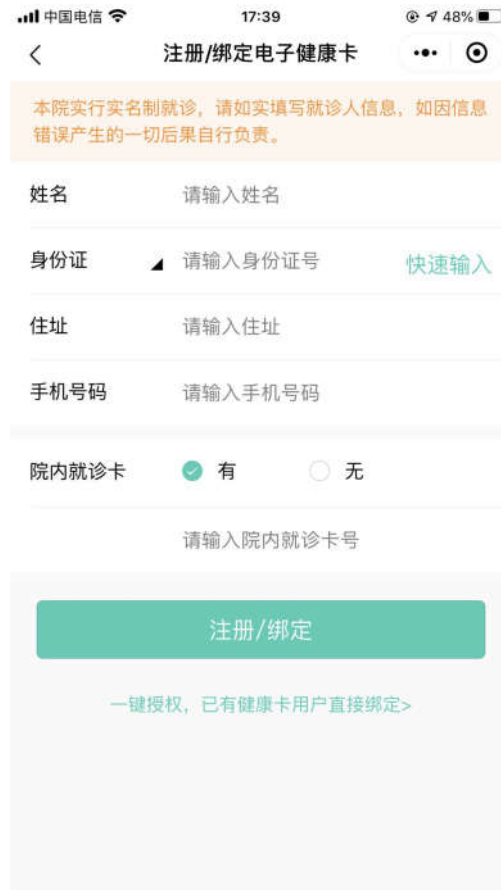 中国电信 17:39 48%
注册/绑定电子健康卡
本院实行实名制就诊，请如实填写就诊人信息，如因信息
错误产生的一切后果自行负责。
姓名 请输入姓名
身份证 请输入身份证号 快速输入
住址 请输入住址
手机号码 请输入手机号码
院内就诊卡 有 无
请输入院内就诊卡号
注册/绑定
一键授权，已有健康卡用户直接绑定>